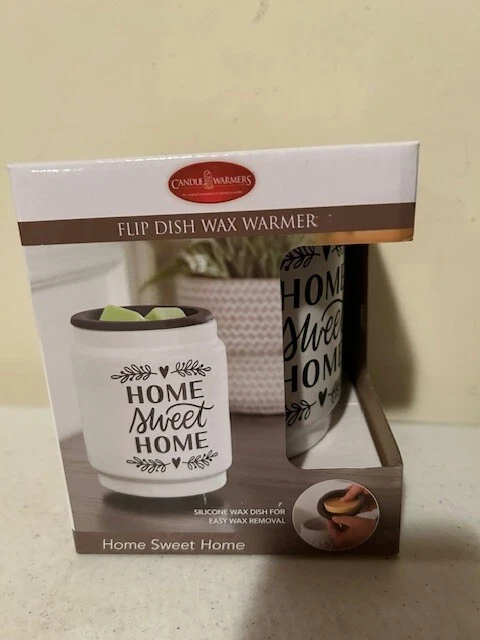 CANDLE WARMERS
FLIP DISH WAX WARMER
HOME
sweet
HOME
HOME
sweet
HOME
SILICONE WAX DISH FOR
EASY WAX REMOVAL
Home Sweet Home